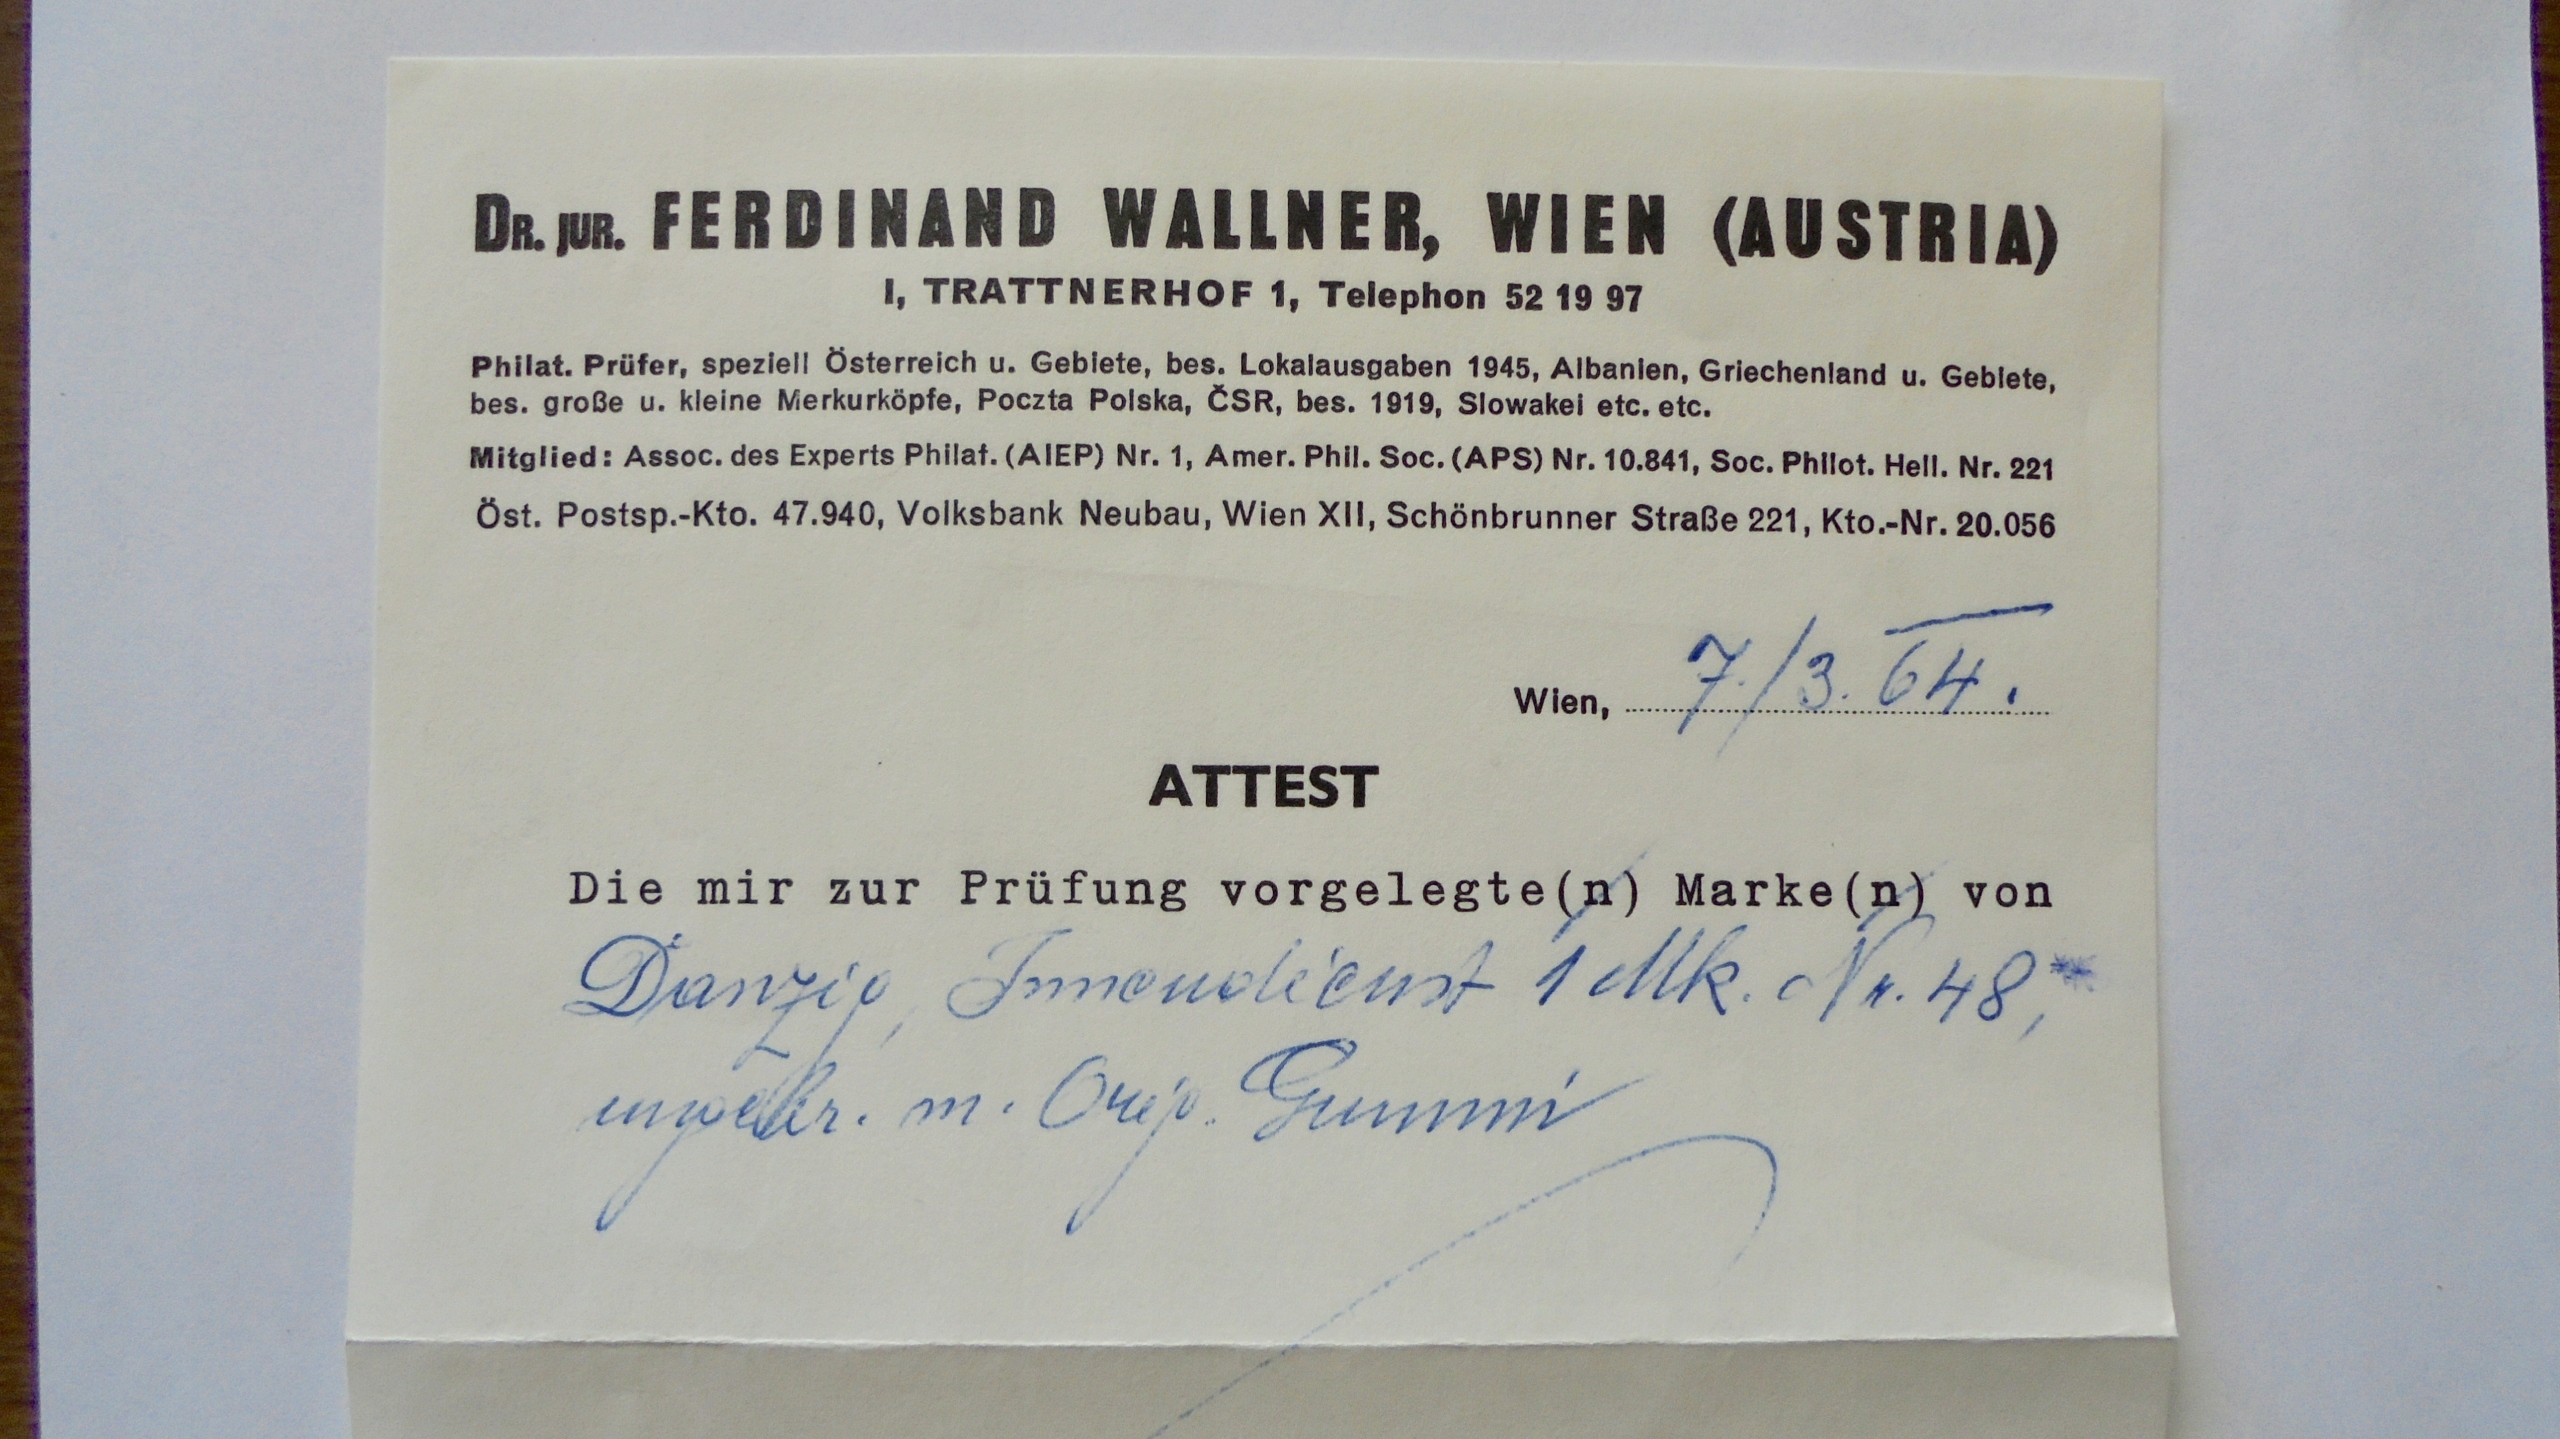 DR. JUR. FERDINAND WALLNER, WIEN (AUSTRIA)
I, TRATTNERHOF 1, Telephon 52 19 97
Philat. Prüfer, speziell Österreich u. Gebiete, bes. Lokalausgaben 1945, Albanien, Griechenland u. Gebiete,
bes. große u. kleine Merkurköpfe, Poczta Polska, ČSR, bes. 1919, Slowakei etc. etc.
Mitglied: Assoc. des Experts Philat. (AIEP) Nr. 1, Amer. Phil. Soc. (APS) Nr. 10.841, Soc. Philot. Hell. Nr. 221
Öst. Postsp.-Kto. 47.940, Volksbank Neubau, Wien XII, Schönbrunner Straße 221, Kto.-Nr. 20.056
Wien, 7./3. 64.
ATTEST
Die mir zur Prüfung vorgelegte(n) Marke(n) von
Danzig, Innendienst 1 Mk. Nr. 48,*
ungebr. m. Orig. Gummi